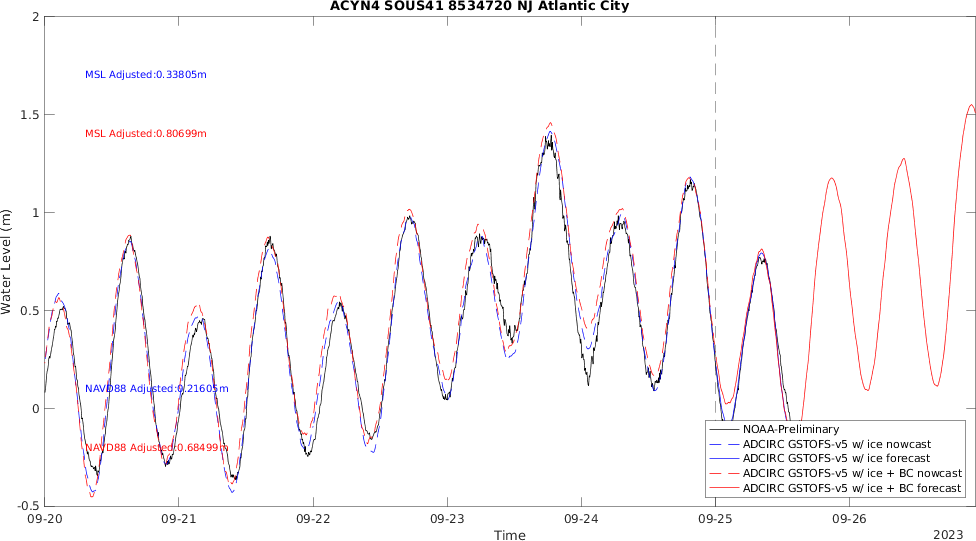 ACYN4 SOUS41 8534720 NJ Atlantic City
2
MSL Adjusted:0.33805m
1.5
MSL Adjusted:0.80699m
1
Water Level (m)
0.5
NAVD88 Adjusted:0.21605m
0
NOAA-Preliminary
ADCIRC GSTOFS-v5 w/ ice nowcast
NAVD88 Adjusted:0.68499m
ADCIRC GSTOFS-v5 w/ ice forecast
ADCIRC GSTOFS-v5 w/ ice + BC nowcast
ADCIRC GSTOFS-v5 w/ ice + BC forecast
-0.5
09-20 09-21 09-22 09-23 09-24 09-25 09-26
Time
2023